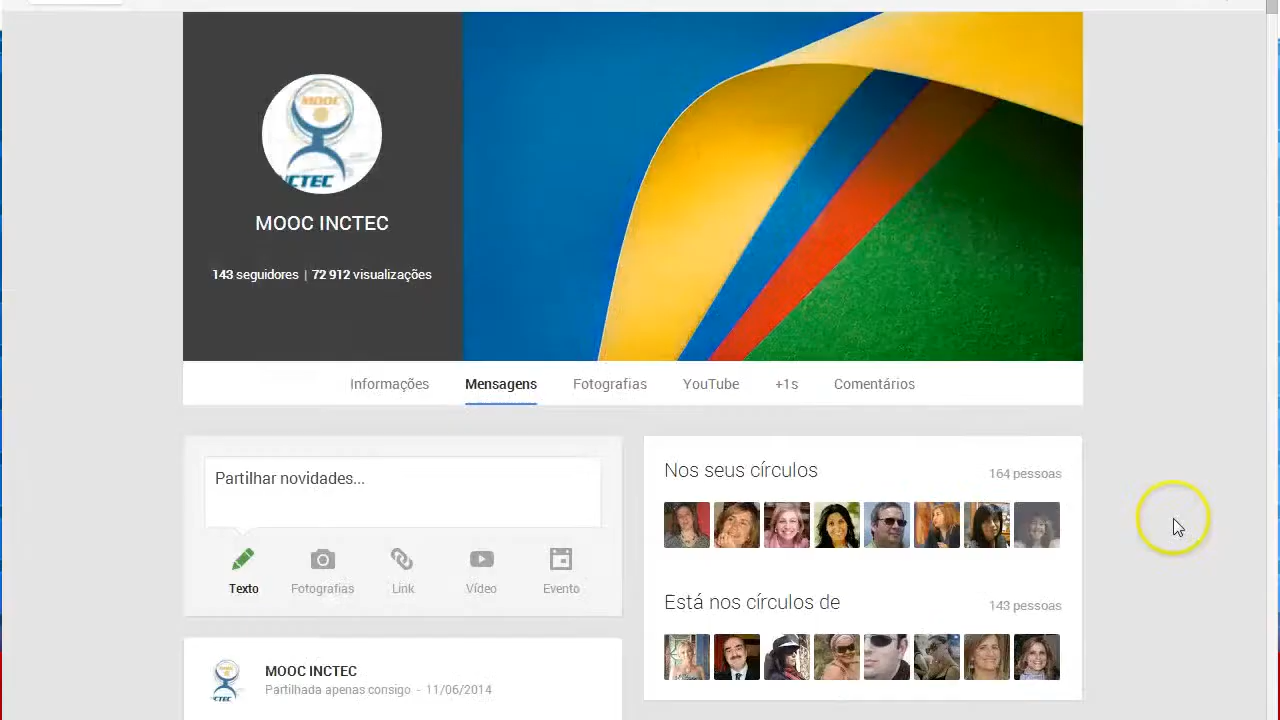 MOOC
INCTEC
MOOC INCTEC
143 seguidores | 72 912 visualizações
Informações Mensagens Fotografias YouTube +1s Comentários
Partilhar novidades...
Texto Fotografias Link Vídeo Evento
Nos seus círculos 164 pessoas
Está nos círculos de 143 pessoas
MOOC INCTEC
Partilhada apenas consigo - 11/06/2014